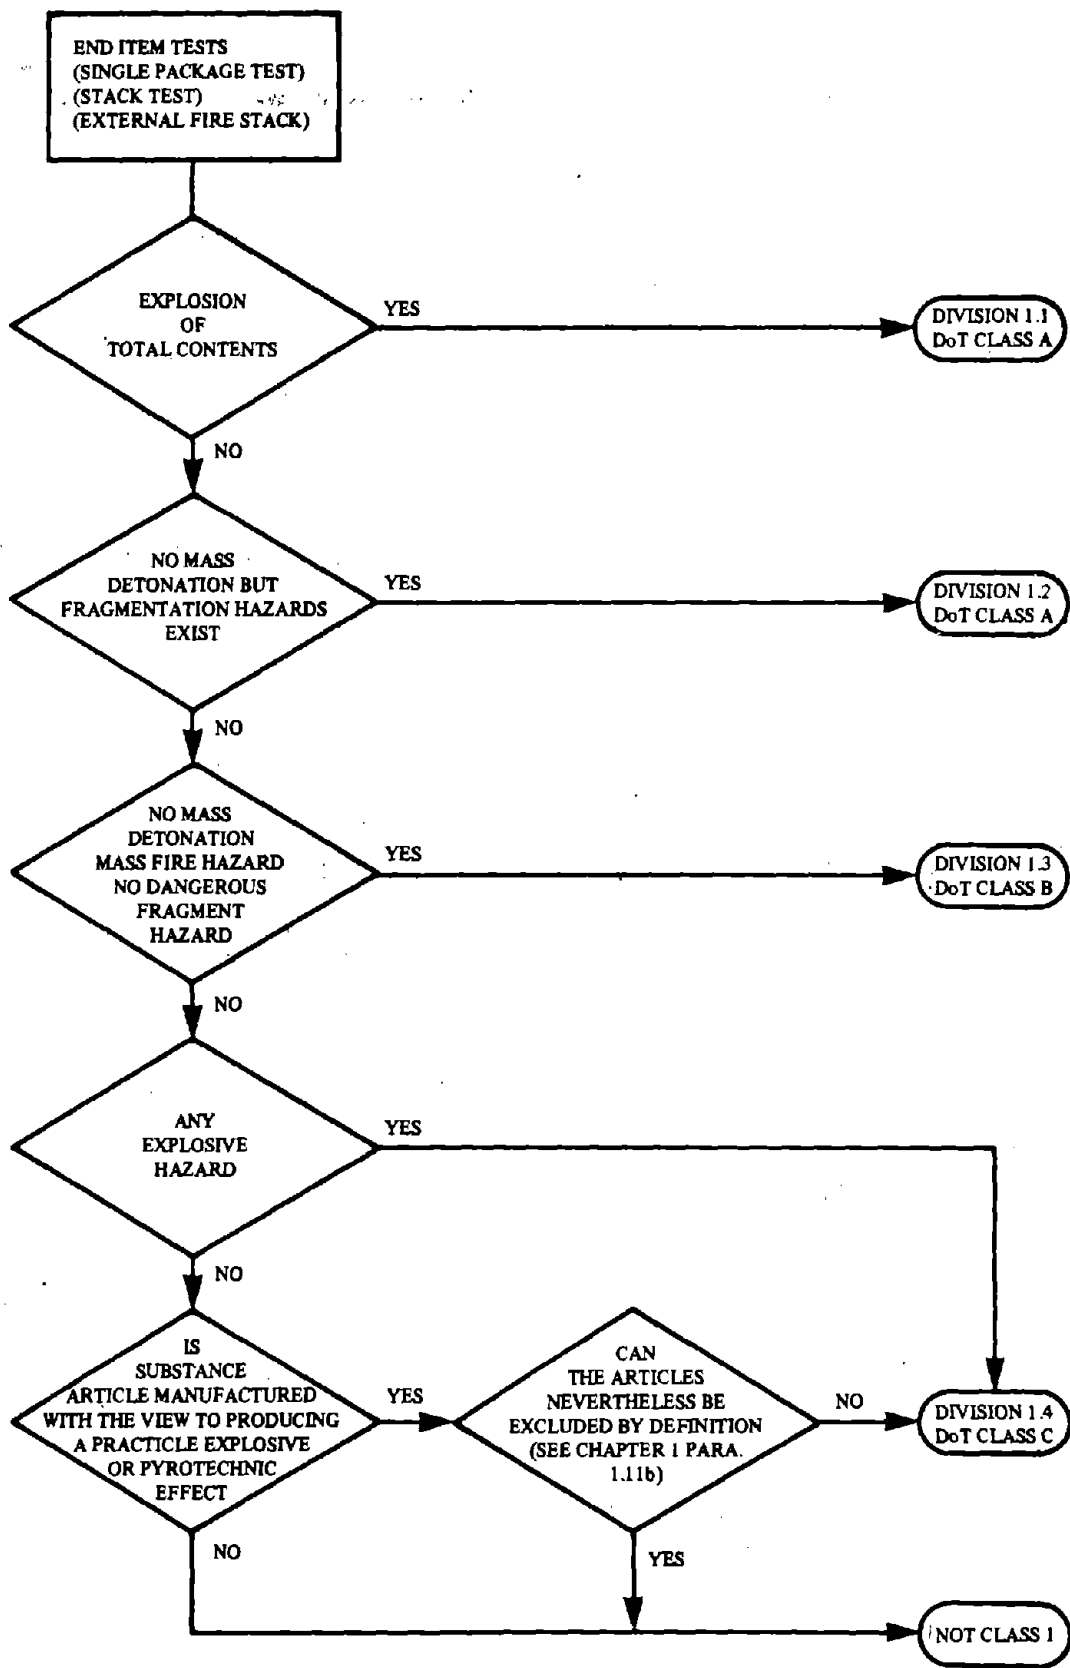 END ITEM TESTS
(SINGLE PACKAGE TEST)
(STACK TEST)
(EXTERNAL FIRE STACK)
EXPLOSION
OF
TOTAL CONTENTS
YES
DIVISION 1.1
DoT CLASS A
NO
NO MASS
DETONATION BUT
FRAGMENTATION HAZARDS
EXIST
YES
DIVISION 1.2
DoT CLASS A
NO
NO MASS
DETONATION
MASS FIRE HAZARD
NO DANGEROUS
FRAGMENT
HAZARD
YES
DIVISION 1.3
DoT CLASS B
NO
ANY
EXPLOSIVE
HAZARD
YES
NO
IS
SUBSTANCE
ARTICLE MANUFACTURED
WITH THE VIEW TO PRODUCING
A PRACTICLE EXPLOSIVE
OR PYROTECHNIC
EFFECT
YES
CAN
THE ARTICLES
NEVERTHELESS BE
EXCLUDED BY DEFINITION
(SEE CHAPTER 1 PARA.
1.11b)
NO
DIVISION 1.4
DoT CLASS C
NO
YES
NOT CLASS 1